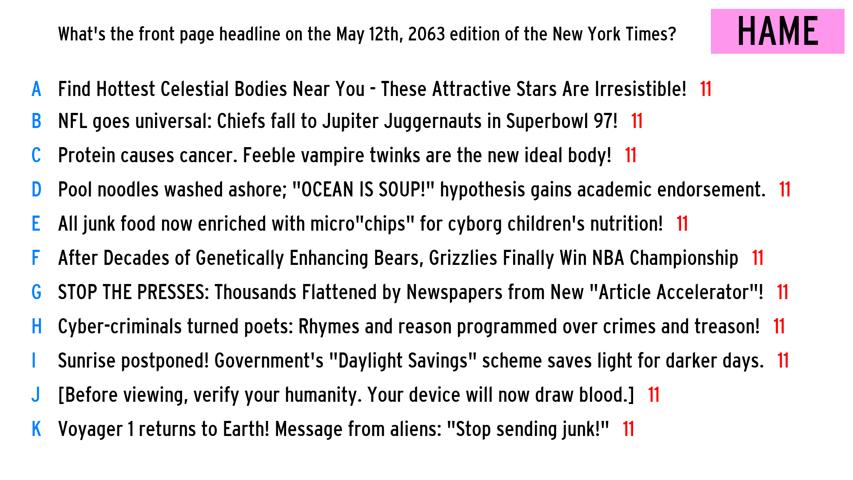 What's the front page headline on the May 12th, 2063 edition of the New York Times?
HAME
A Find Hottest Celestial Bodies Near You - These Attractive Stars Are Irresistible! 11
B NFL goes universal: Chiefs fall to Jupiter Juggernauts in Superbowl 97! 11
C Protein causes cancer. Feeble vampire twinks are the new ideal body! 11
D Pool noodles washed ashore; "OCEAN IS SOUP!" hypothesis gains academic endorsement. 11
E All junk food now enriched with micro"chips" for cyborg children's nutrition! 11
F After Decades of Genetically Enhancing Bears, Grizzlies Finally Win NBA Championship 11
G STOP THE PRESSES: Thousands Flattened by Newspapers from New "Article Accelerator"! 11
H Cyber-criminals turned poets: Rhymes and reason programmed over crimes and treason! 11
I Sunrise postponed! Government's "Daylight Savings" scheme saves light for darker days. 11
J [Before viewing, verify your humanity. Your device will now draw blood.] 11
K Voyager 1 returns to Earth! Message from aliens: "Stop sending junk!" 11